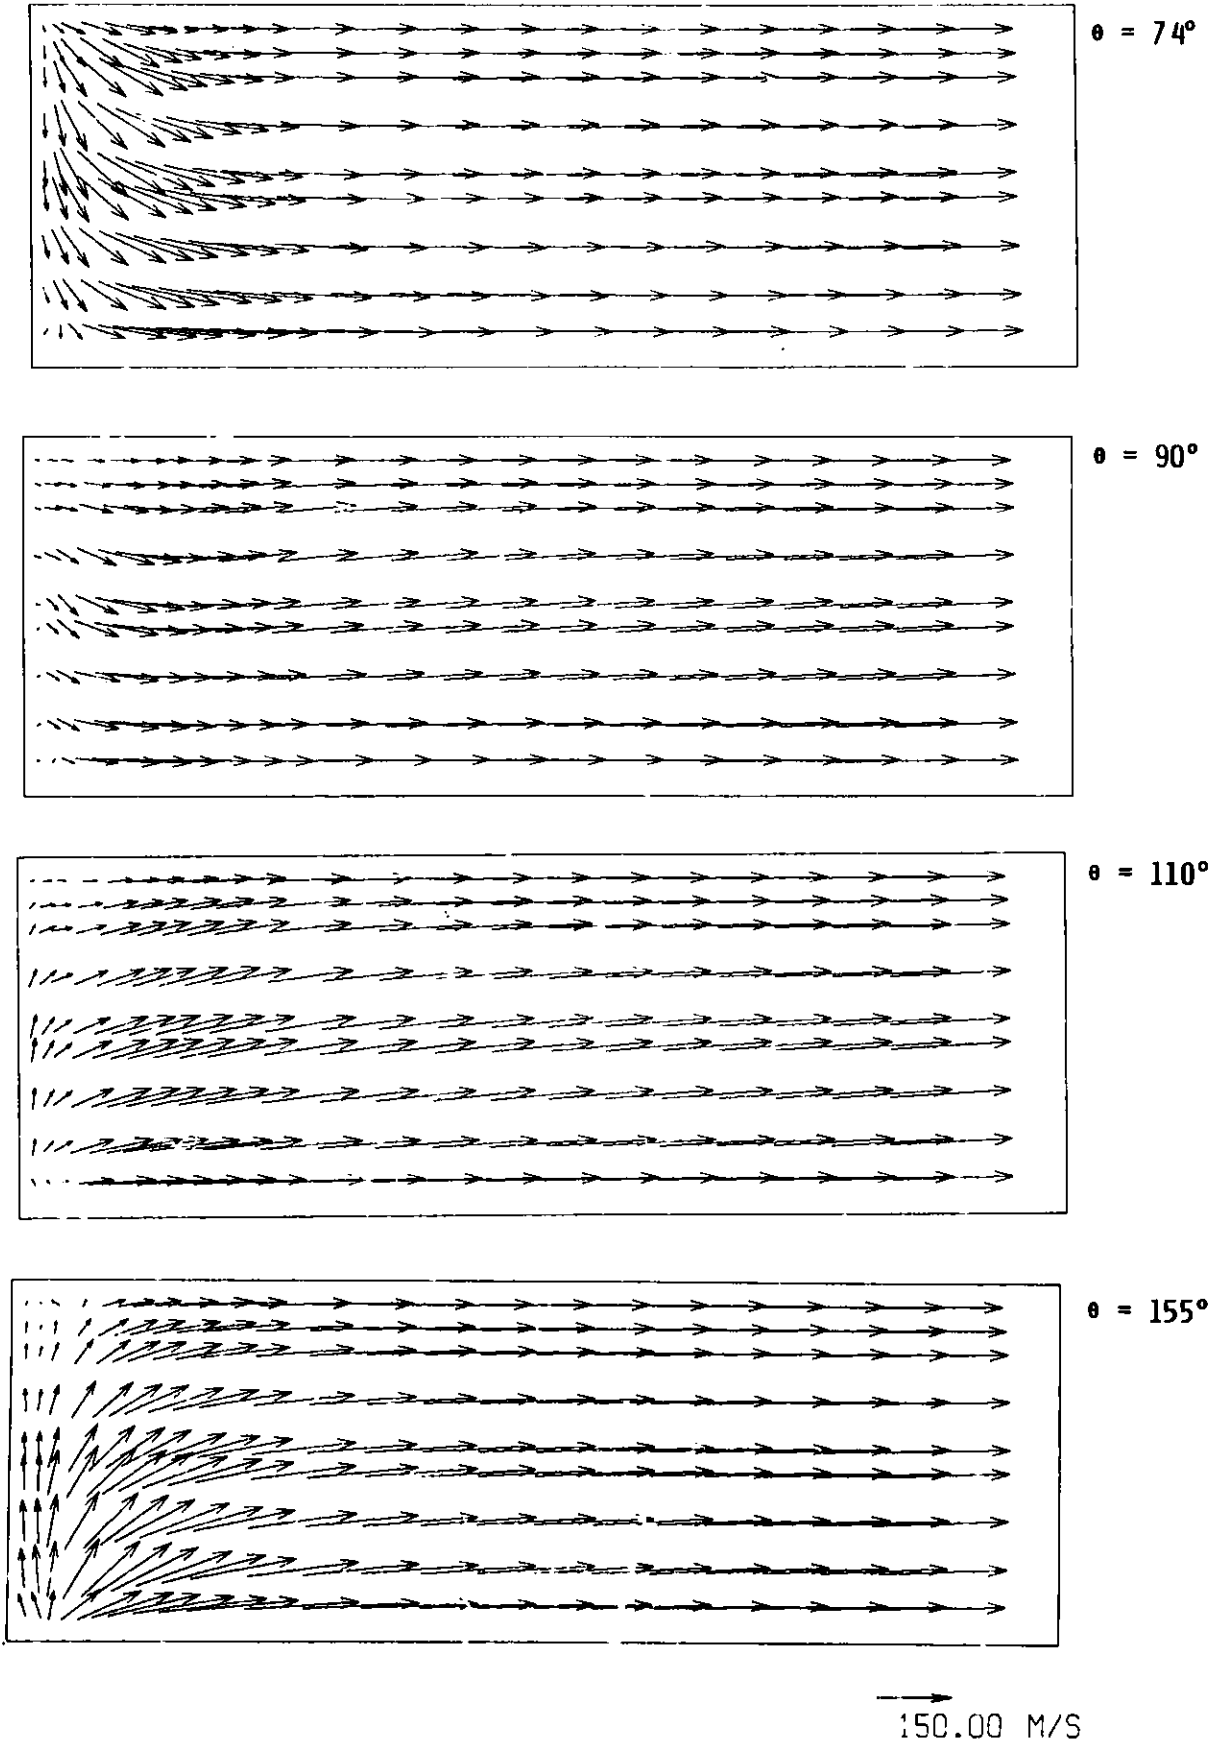 θ = 74°
θ = 90°
θ = 110°
θ = 155°
150.00 M/S